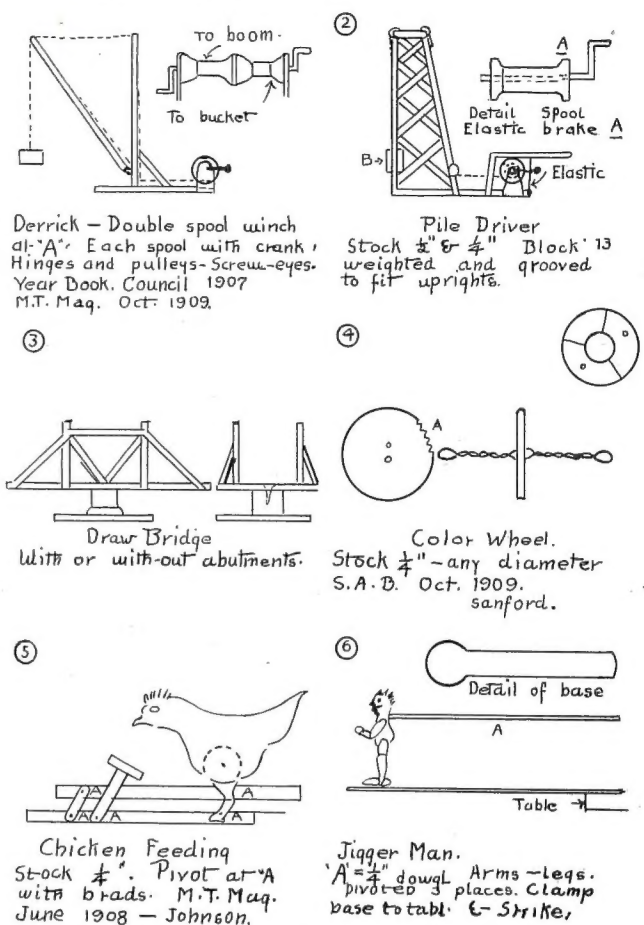 To boom.
To bucket
Derrick – Double spool winch
at "A". Each spool with crank,
Hinges and pulleys–Screw-eyes.
Year Book. Council 1907
M.T. Mag. Oct. 1909.
②
A
Detail Spool
Elastic brake A
B→
Elastic
Pile Driver
Stock ½" & ¼" Block '13
weighted and grooved
to fit uprights.
③
Draw Bridge
With or with-out abutments.
④
A
Color Wheel.
Stock ¼" – any diameter
S.A.B. Oct. 1909.
sanford.
⑤
A A
A A A
Chicken Feeding
Stock ¼". Pivot at "A
with brads. M.T. Mag.
June 1908 – Johnson.
⑥
Detail of base
A
Table
Jigger Man.
'A' = ¼" dowgl Arms – legs.
Pivoted 3 places. Clamp
base to tabl. & – Strike,